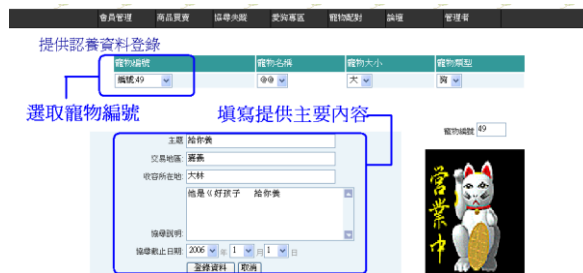 會員管理 商品買賣 協尋失蹤 愛狗專區 寵物配對 論壇 管理者
提供認養資料登錄
寵物編號 寵物名稱 寵物大小 寵物類型
編號49 @@ 大 狗
選取寵物編號 填寫提供主要內容
寵物編號 49
主題 給你養
交易地區: 嘉義
收容所在地: 大林
他是ㄍ好孩子 給你養
協尋說明:
協尋截止日期: 2006 年 1 月 1 日
登錄資料 取消
營業中